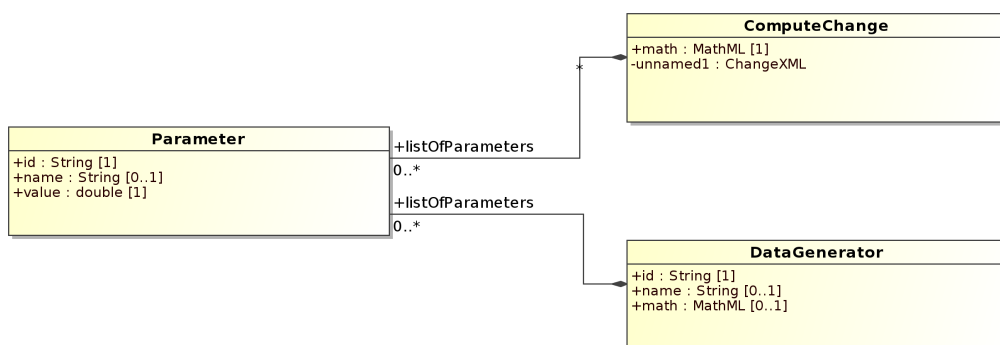 ComputeChange
+math : MathML [1]
-unnamed1 : ChangeXML
*
Parameter
+id : String [1]
+name : String [0..1]
+value : double [1]
+listOfParameters
0..*
+listOfParameters
0..*
DataGenerator
+id : String [1]
+name : String [0..1]
+math : MathML [0..1]